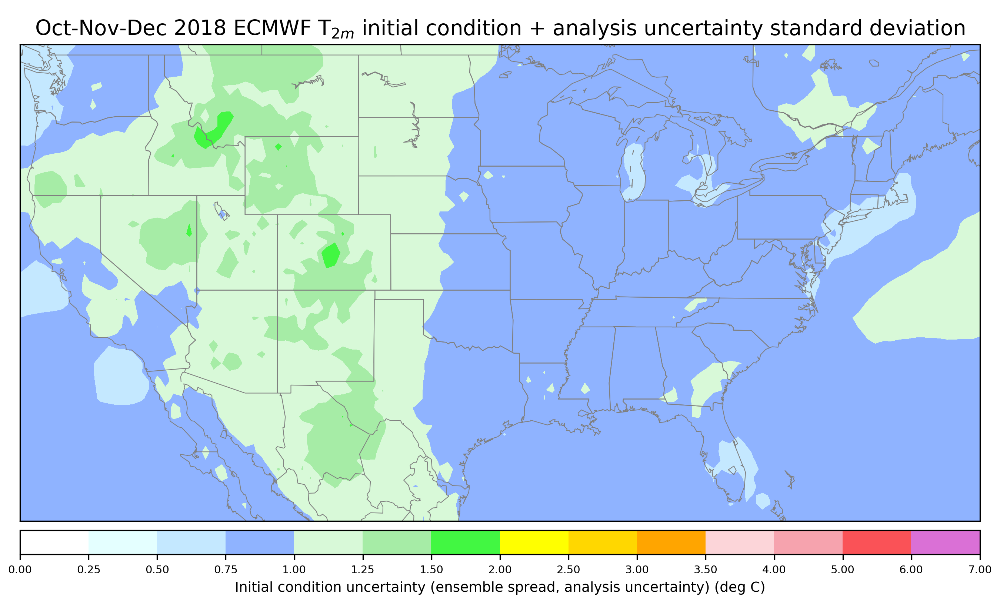 Oct-Nov-Dec 2018 ECMWF T2m initial condition + analysis uncertainty standard deviation
0.00 0.25 0.50 0.75 1.00 1.25 1.50 2.00 2.50 3.00 3.50 4.00 5.00 6.00 7.00
Initial condition uncertainty (ensemble spread, analysis uncertainty) (deg C)